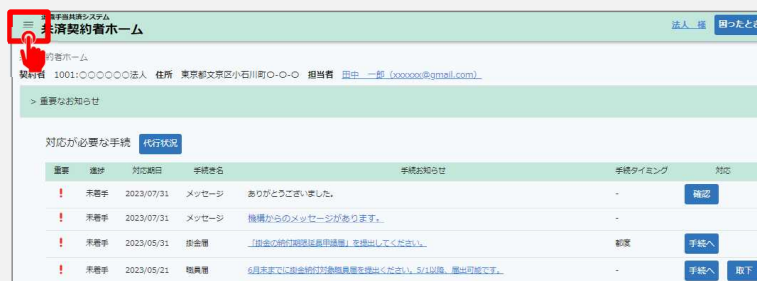 退職手当共済システム
共済契約者ホーム
法人 様 困ったとき
約者ホーム
契約者 1001:○○○○○○法人 住所 東京都文京区小石川町○-○-○ 担当者 田中 一郎（xxxxxx@gmail.com）
> 重要なお知らせ
対応が必要な手続 代行状況
重要 進捗 対応期日 手続き名 手続お知らせ 手続タイミング 対応
! 未着手 2023/07/31 メッセージ ありがとうございました。 - 確認
! 未着手 2023/07/31 メッセージ 機構からのメッセージがあります。 -
! 未着手 2023/05/31 掛金届 「掛金の納付期限延長申請書」を提出してください。 都度 手続へ
! 未着手 2023/05/21 職員届 6月末までに掛金納付対象職員届を提出ください。5/1以降、届出可能です。 - 手続へ 取下